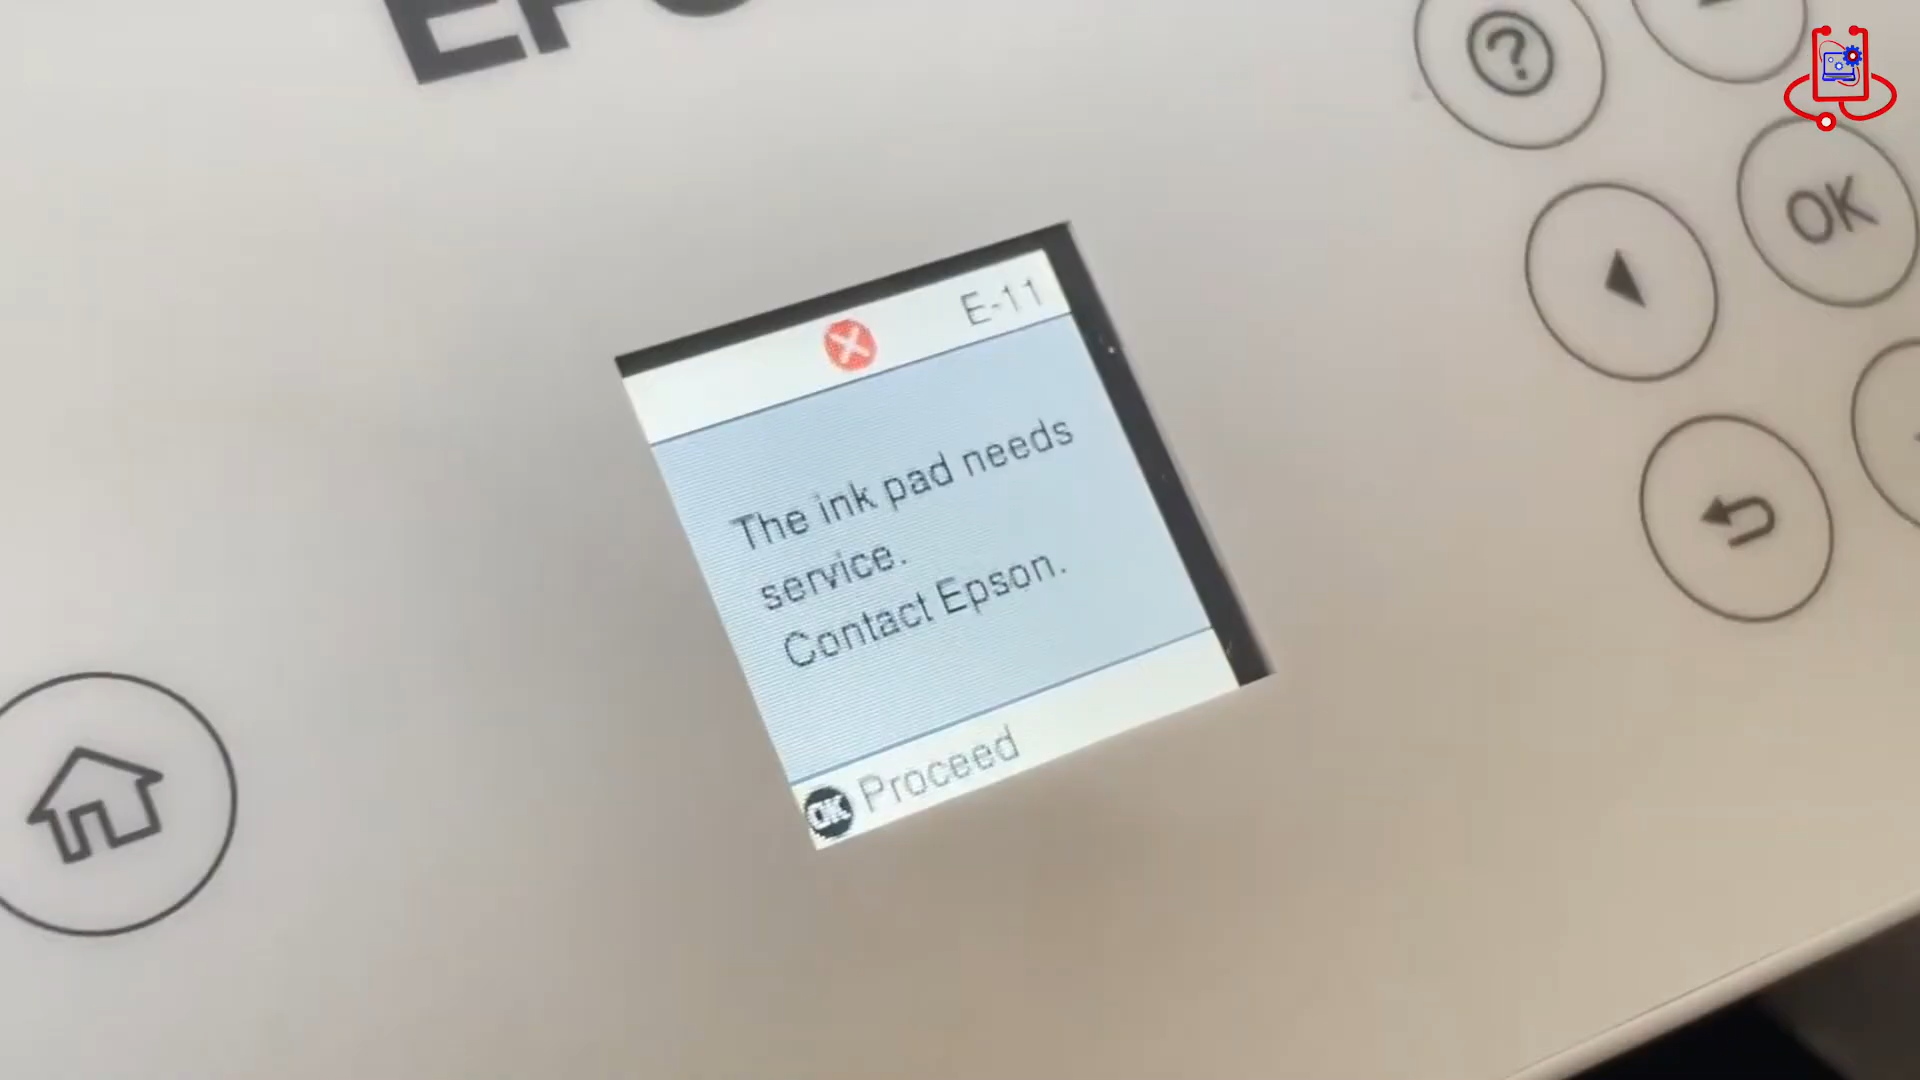 E-11
The ink pad needs
service.
Contact Epson.
OK Proceed
?
OK